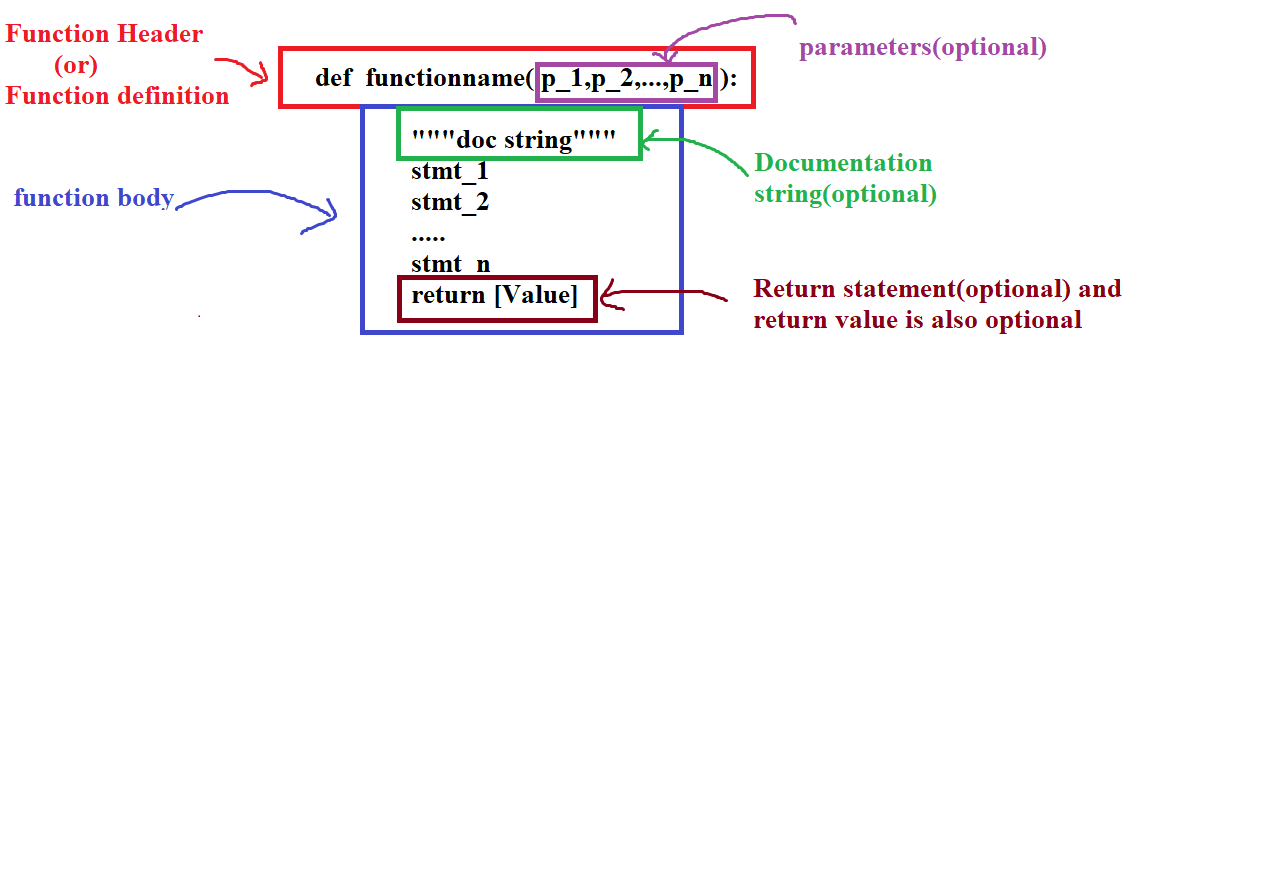 Function Header
(or)
Function definition
parameters(optional)
def functionname(p_1,p_2,...,p_n):
"""doc string"""
stmt_1
stmt_2
.....
stmt_n
return [Value]
function body
Documentation
string(optional)
Return statement(optional) and
return value is also optional